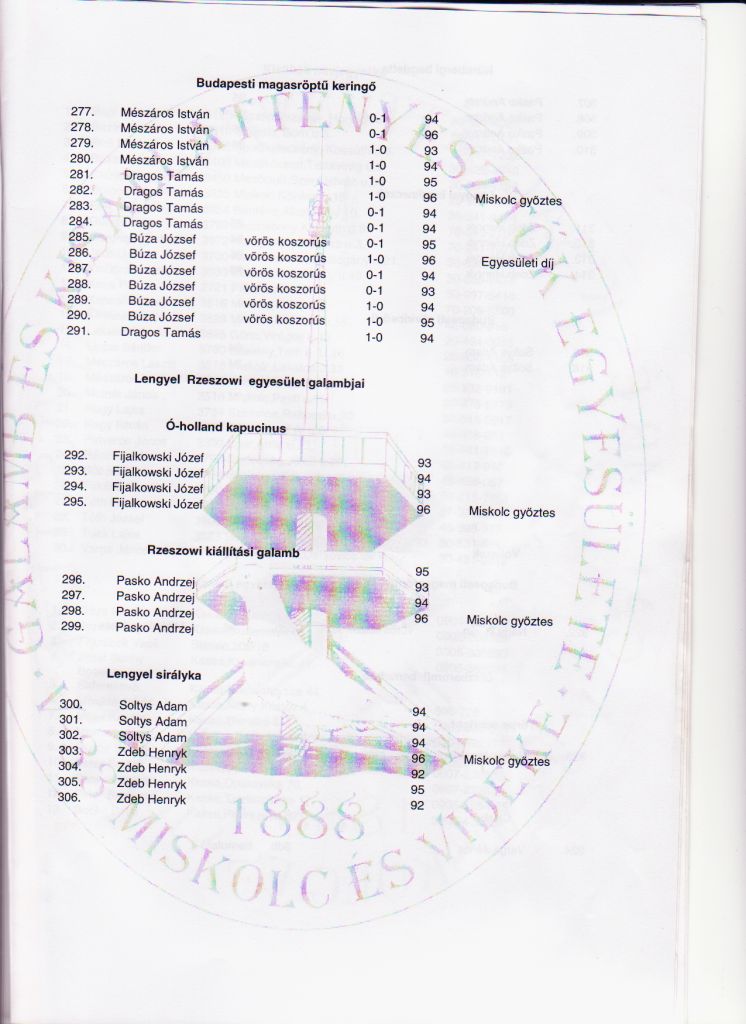 Budapesti magasröptű keringő
277. Mészáros István 0-1 94
278. Mészáros István 0-1 96
279. Mészáros István 1-0 93
280. Mészáros István 1-0 94
281. Dragos Tamás 1-0 95
282. Dragos Tamás 1-0 96 Miskolc győztes
283. Dragos Tamás 0-1 94
284. Dragos Tamás 0-1 94
285. Búza József vörös koszorús 0-1 95
286. Búza József vörös koszorús 1-0 96 Egyesületi díj
287. Búza József vörös koszorús 0-1 94
288. Búza József vörös koszorús 0-1 93
289. Búza József vörös koszorús 1-0 94
290. Búza József vörös koszorús 1-0 95
291. Dragos Tamás 1-0 94
Lengyel Rzeszowi egyesület galambjai
Ó-holland kapucinus
292. Fijalkowski Józef 93
293. Fijalkowski Józef 94
294. Fijalkowski Józef 93
295. Fijalkowski Józef 96 Miskolc győztes
Rzeszowi kiállítási galamb
296. Pasko Andrzej 95
297. Pasko Andrzej 93
298. Pasko Andrzej 94
299. Pasko Andrzej 96 Miskolc győztes
Lengyel sirályka
300. Soltys Adam 94
301. Soltys Adam 94
302. Soltys Adam 94
303. Zdeb Henryk 96 Miskolc győztes
304. Zdeb Henryk 92
305. Zdeb Henryk 95
306. Zdeb Henryk 92
1888
MISKOLC ÉS VIDÉKE
GALAMB ÉS
EGYESÜLETE